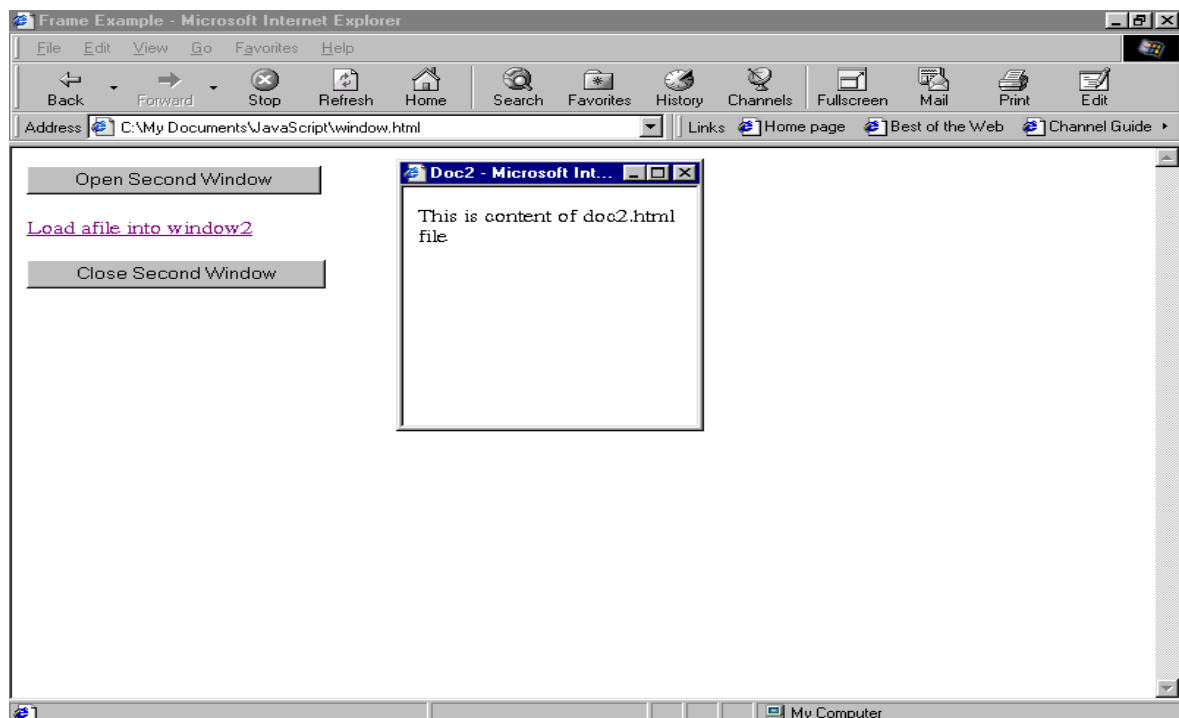 Frame Example - Microsoft Internet Explorer
File Edit View Go Favorites Help
Back Forward Stop Refresh Home Search Favorites History Channels Fullscreen Mail Print Edit
Address C:\My Documents\JavaScript\window.html Links Home page Best of the Web Channel Guide
Open Second Window
Load afile into window2
Close Second Window
Doc2 - Microsoft Int...
This is content of doc2.html
file
My Computer